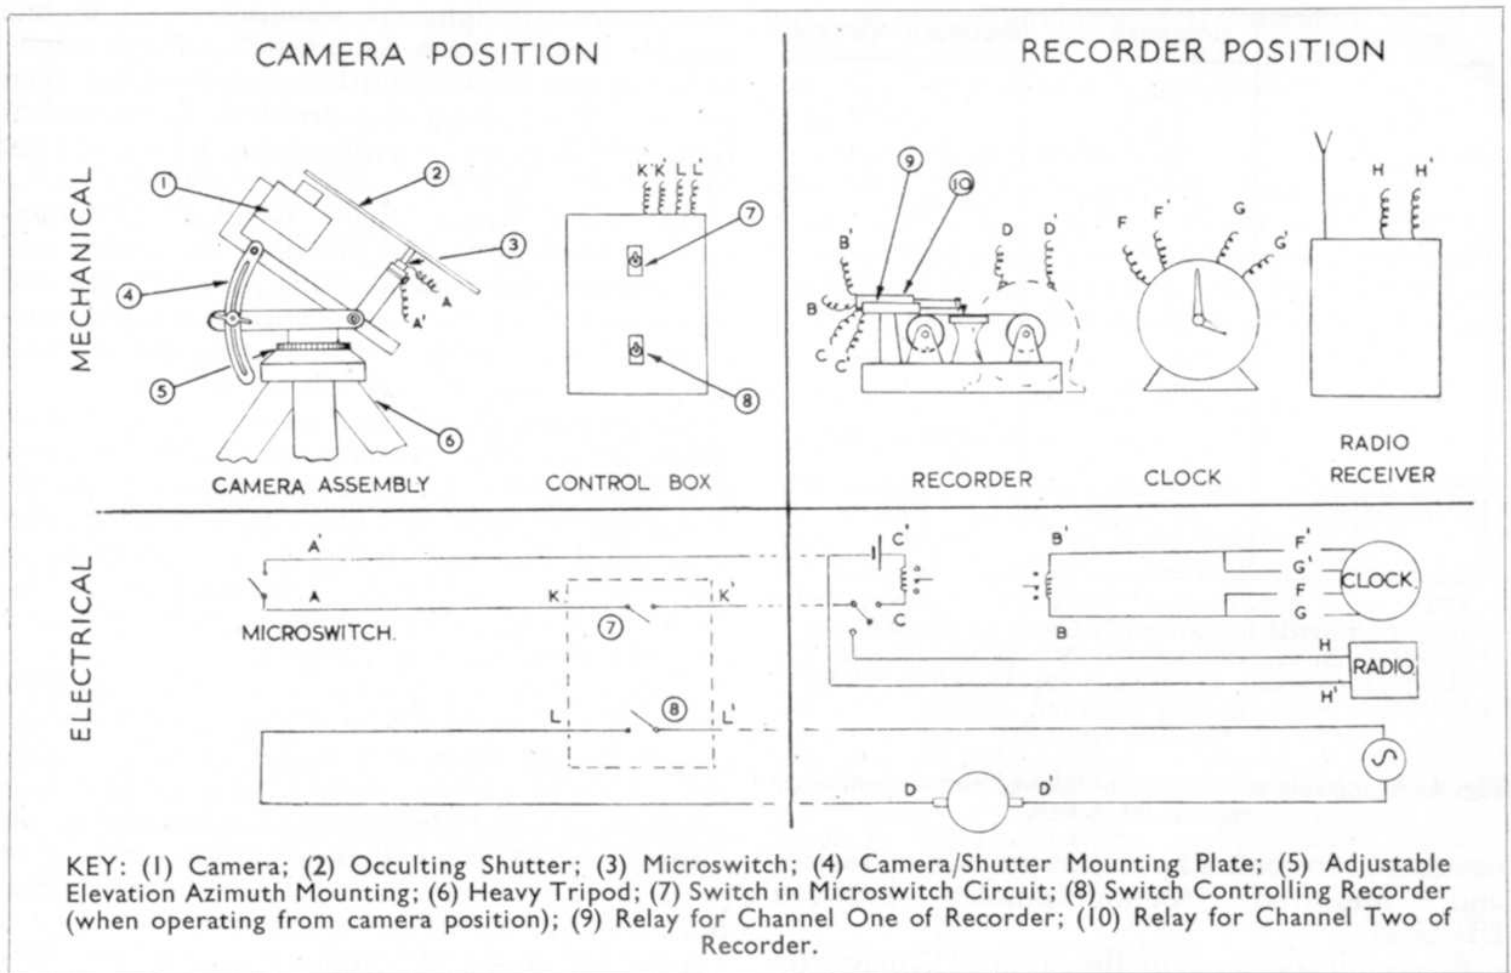 CAMERA POSITION
RECORDER POSITION
MECHANICAL
1
2
3
4
5
6
A
A'
CAMERA ASSEMBLY
K K' L L'
7
8
CONTROL BOX
9
10
B'
B
C
C'
D
D'
RECORDER
F
F'
G
G'
CLOCK
H H'
RADIO
RECEIVER
ELECTRICAL
A'
A
MICROSWITCH.
K
K'
7
L
8
L'
C'
C
B'
B
F'
G'
F
G
CLOCK.
H
H'
RADIO
D
D'
KEY: (1) Camera; (2) Occulting Shutter; (3) Microswitch; (4) Camera/Shutter Mounting Plate; (5) Adjustable
Elevation Azimuth Mounting; (6) Heavy Tripod; (7) Switch in Microswitch Circuit; (8) Switch Controlling Recorder
(when operating from camera position); (9) Relay for Channel One of Recorder; (10) Relay for Channel Two of
Recorder.